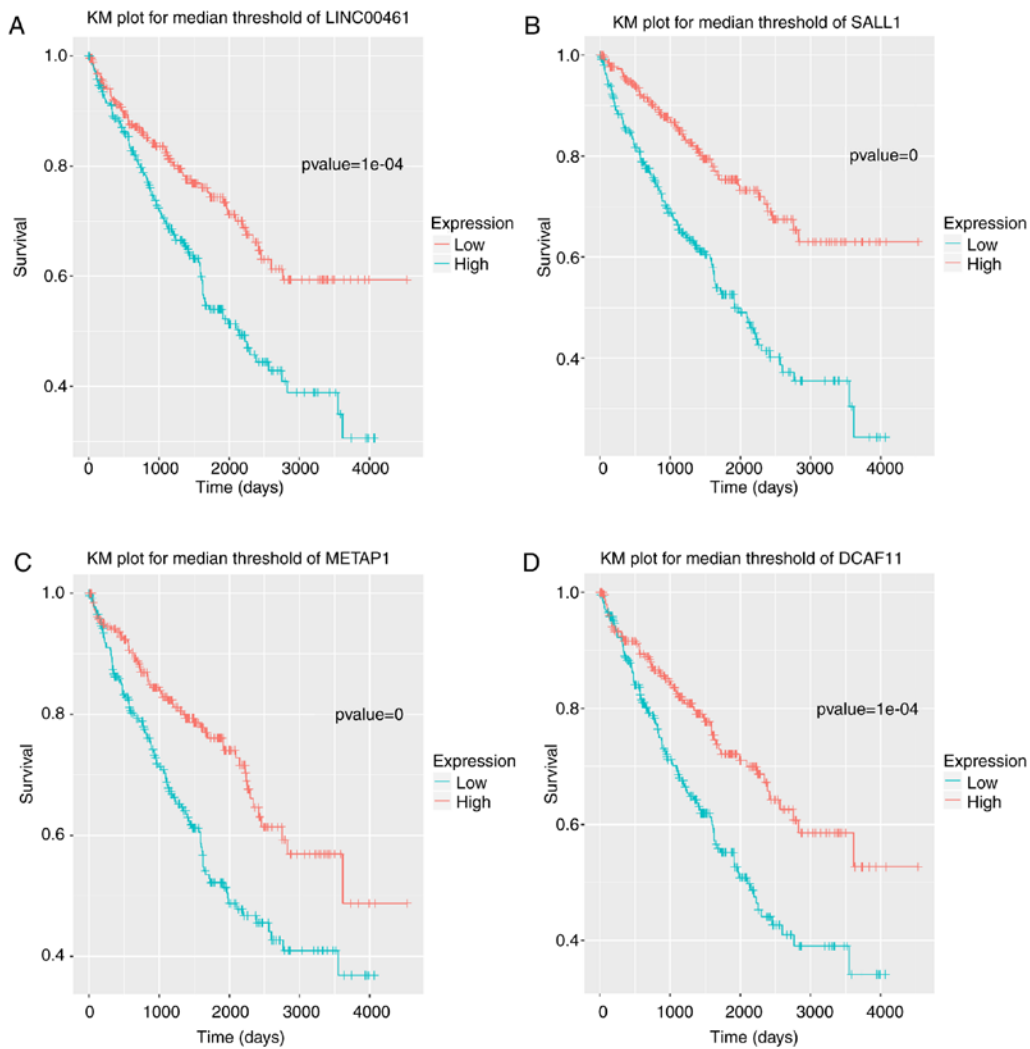 A
KM plot for median threshold of LINC00461
1.0
0.8
0.6
0.4
Survival
pvalue=1e-04
Expression
Low
High
0 1000 2000 3000 4000
Time (days)
B
KM plot for median threshold of SALL1
1.0
0.8
0.6
0.4
Survival
pvalue=0
Expression
Low
High
0 1000 2000 3000 4000
Time (days)
C
KM plot for median threshold of METAP1
1.0
0.8
0.6
0.4
Survival
pvalue=0
Expression
Low
High
0 1000 2000 3000 4000
Time (days)
D
KM plot for median threshold of DCAF11
1.0
0.8
0.6
0.4
Survival
pvalue=1e-04
Expression
Low
High
0 1000 2000 3000 4000
Time (days)